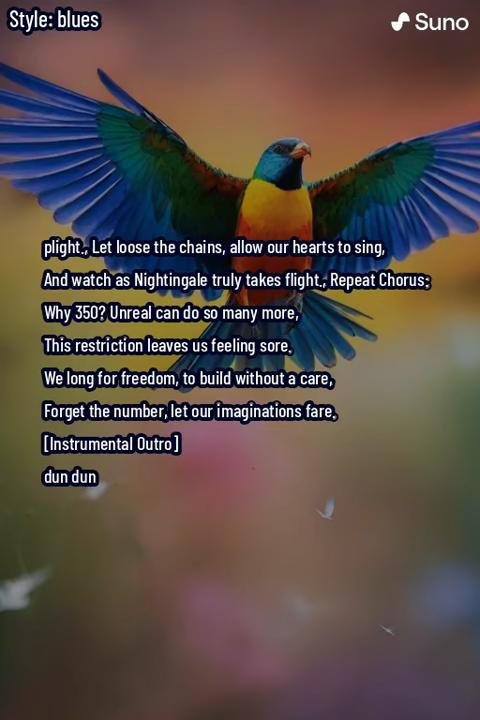 Style: blues
Suno
plight., Let loose the chains, allow our hearts to sing,
And watch as Nightingale truly takes flight., Repeat Chorus:
Why 350? Unreal can do so many more,
This restriction leaves us feeling sore.
We long for freedom, to build without a care,
Forget the number, let our imaginations fare.
[Instrumental Outro]
dun dun